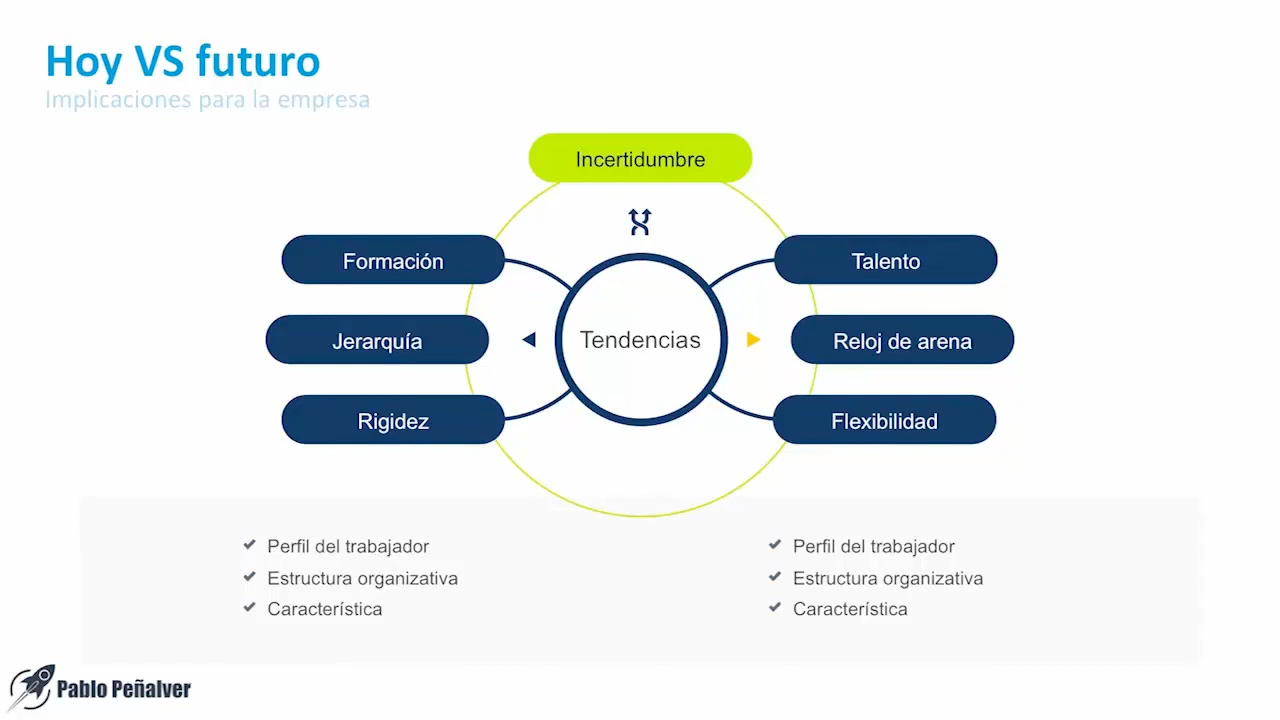 Hoy VS futuro
Implicaciones para la empresa
Incertidumbre
Formación
Talento
Jerarquía
Tendencias
Reloj de arena
Rigidez
Flexibilidad
Perfil del trabajador
Estructura organizativa
Característica
Perfil del trabajador
Estructura organizativa
Característica
Pablo Peñalver